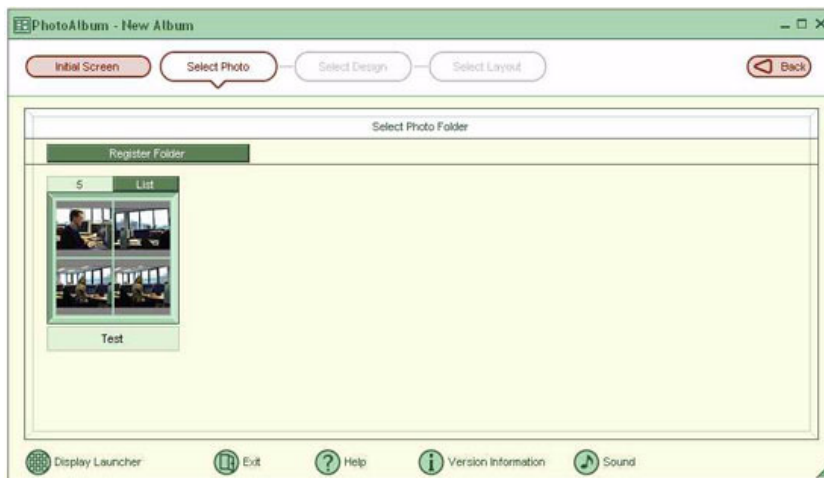 PhotoAlbum - New Album
Initial Screen Select Photo Select Design Select Layout Back
Select Photo Folder
Register Folder
5 List
Test
Display Launcher Exit Help Version Information Sound